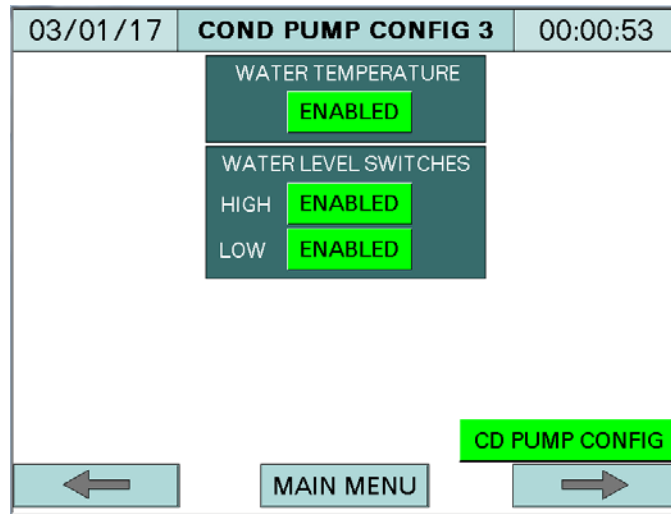 03/01/17 COND PUMP CONFIG 3 00:00:53
WATER TEMPERATURE
ENABLED
WATER LEVEL SWITCHES
HIGH ENABLED
LOW ENABLED
CD PUMP CONFIG
MAIN MENU